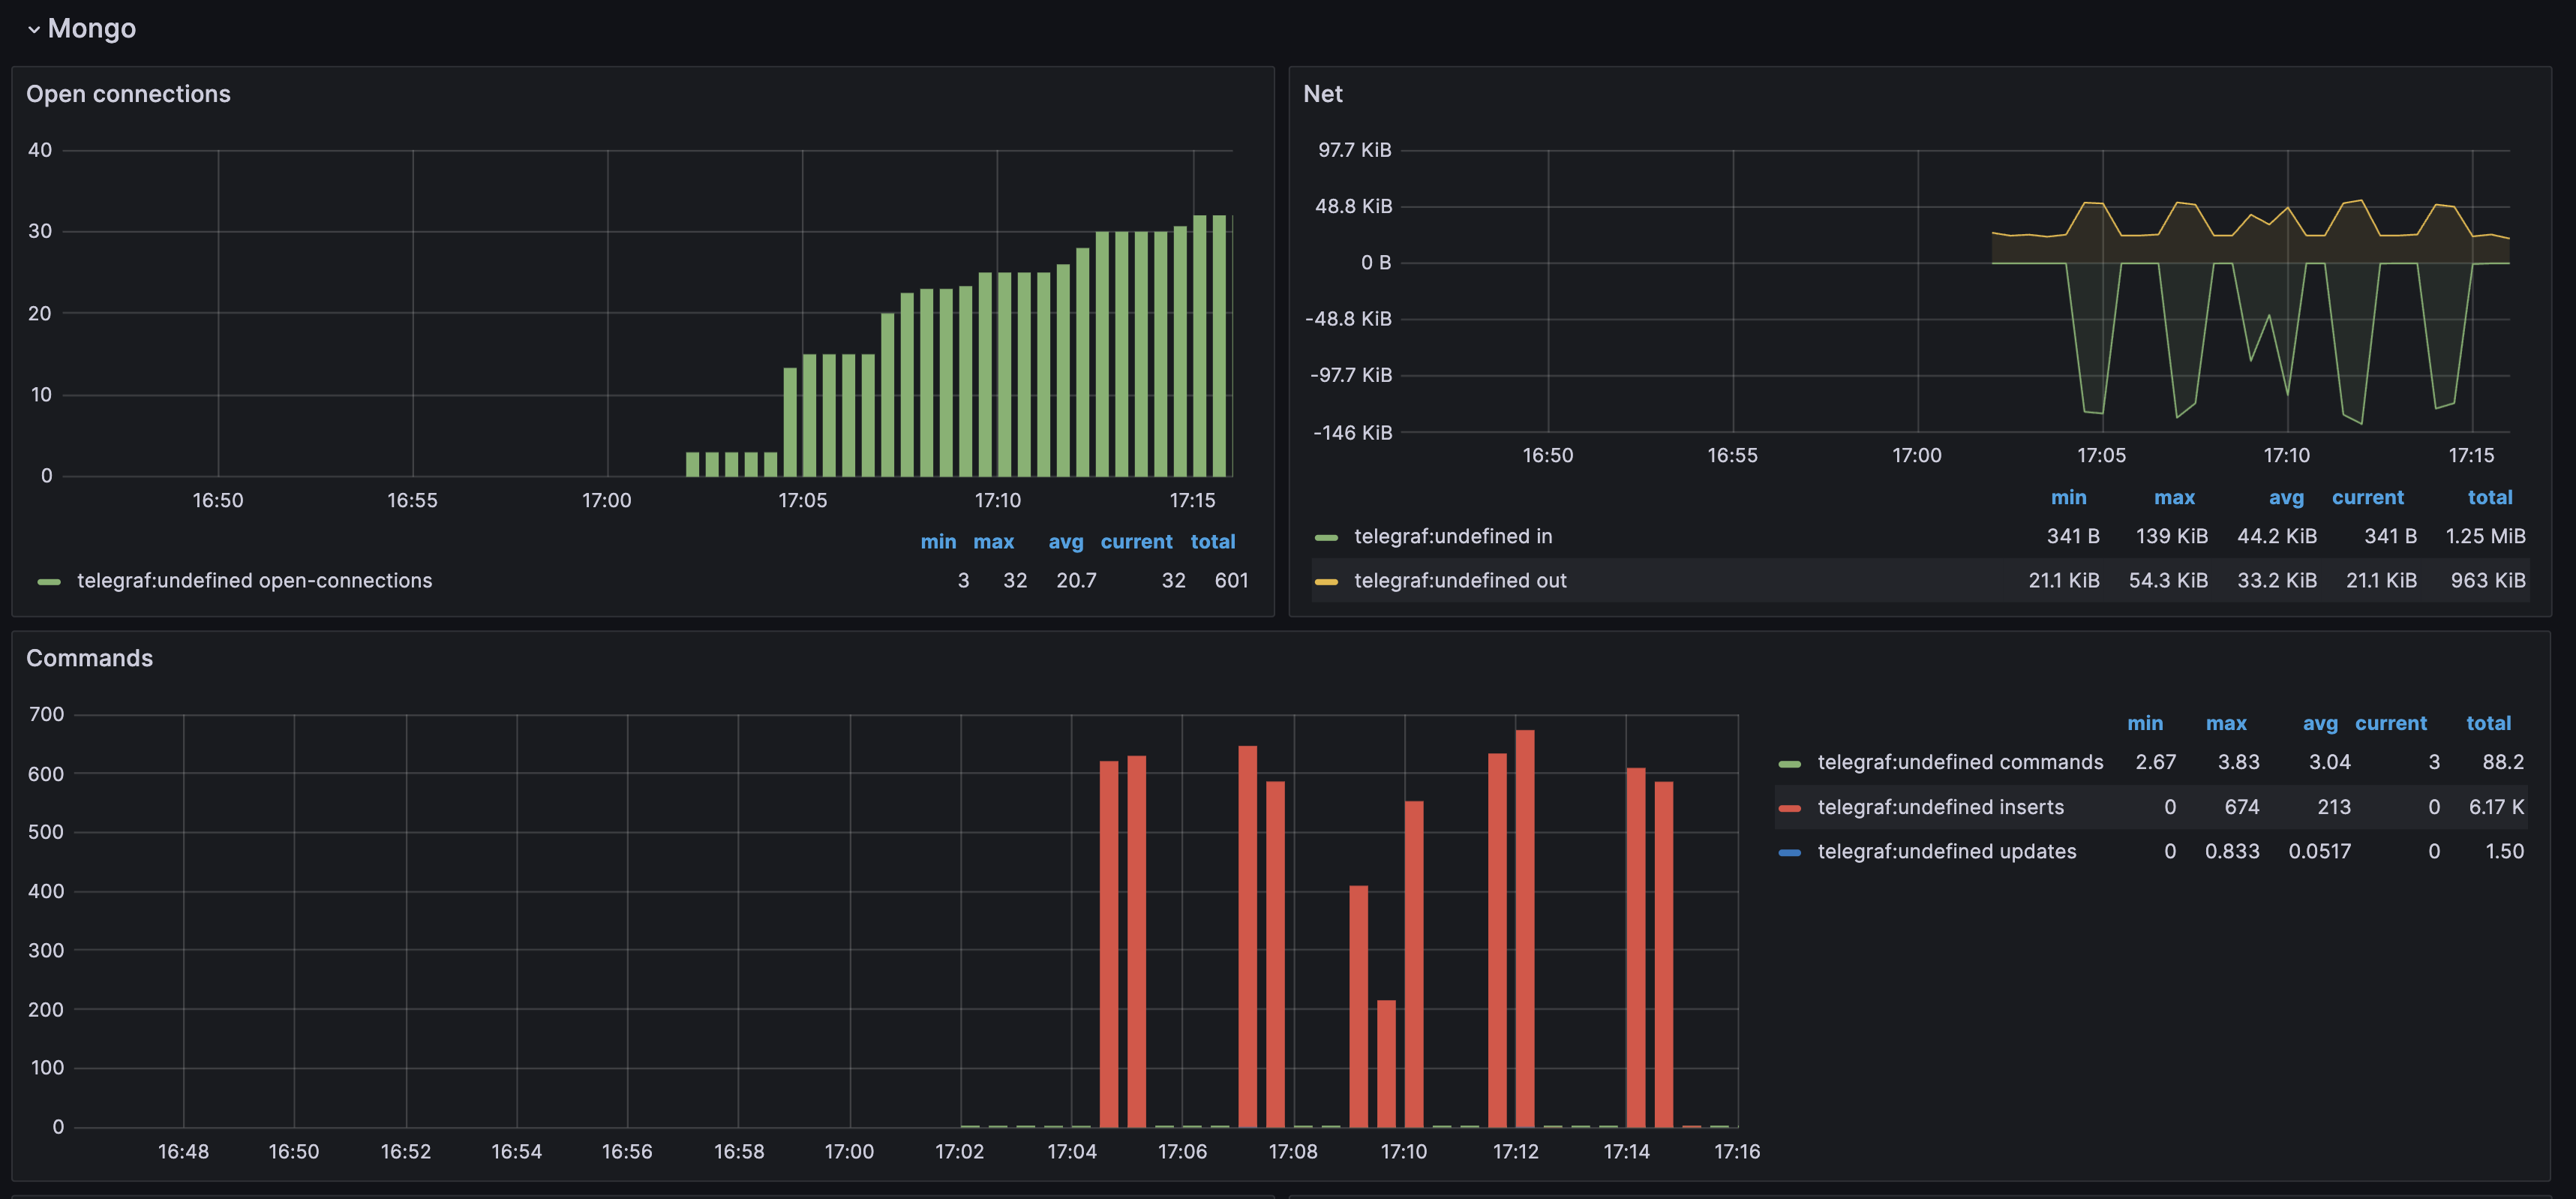 Mongo
Open connections
40
30
20
10
0
16:50 16:55 17:00 17:05 17:10 17:15
min max avg current total
telegraf:undefined open-connections 3 32 20.7 32 601
Net
97.7 KiB
48.8 KiB
0 B
-48.8 KiB
-97.7 KiB
-146 KiB
16:50 16:55 17:00 17:05 17:10 17:15
min max avg current total
telegraf:undefined in 341 B 139 KiB 44.2 KiB 341 B 1.25 MiB
telegraf:undefined out 21.1 KiB 54.3 KiB 33.2 KiB 21.1 KiB 963 KiB
Commands
700
600
500
400
300
200
100
0
16:48 16:50 16:52 16:54 16:56 16:58 17:00 17:02 17:04 17:06 17:08 17:10 17:12 17:14 17:16
min max avg current total
telegraf:undefined commands 2.67 3.83 3.04 3 88.2
telegraf:undefined inserts 0 674 213 0 6.17 K
telegraf:undefined updates 0 0.833 0.0517 0 1.50